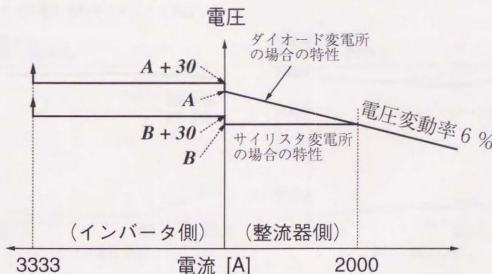 電圧
ダイオード変電所
の場合の特性
A + 30
A
電圧変動率 6 %
B + 30
サイリスタ変電所
の場合の特性
B
(インバータ側)
(整流器側)
3333
電流 [A]
2000